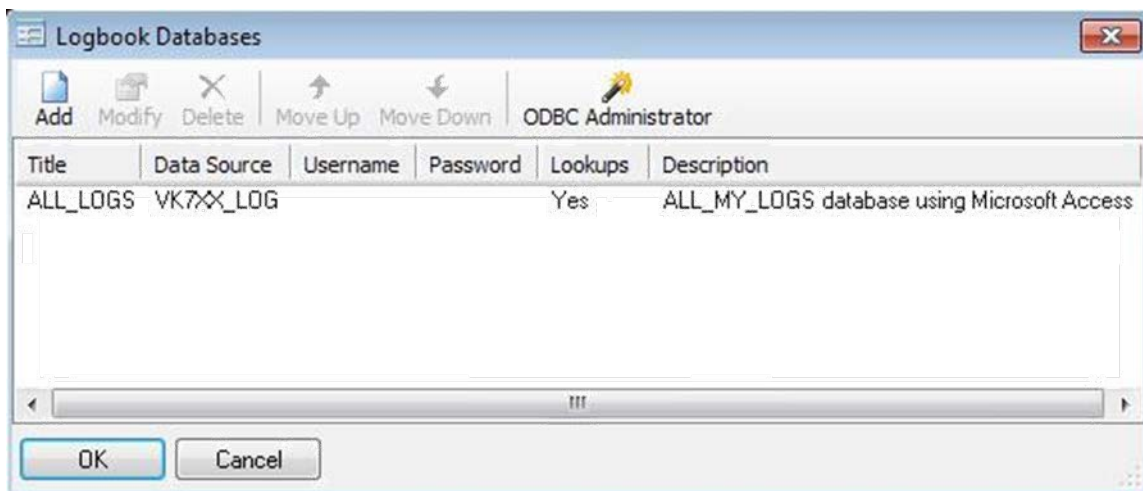 Logbook Databases
Add Modify Delete Move Up Move Down ODBC Administrator
Title Data Source Username Password Lookups Description
ALL_LOGS VK7XX_LOG Yes ALL_MY_LOGS database using Microsoft Access
OK Cancel